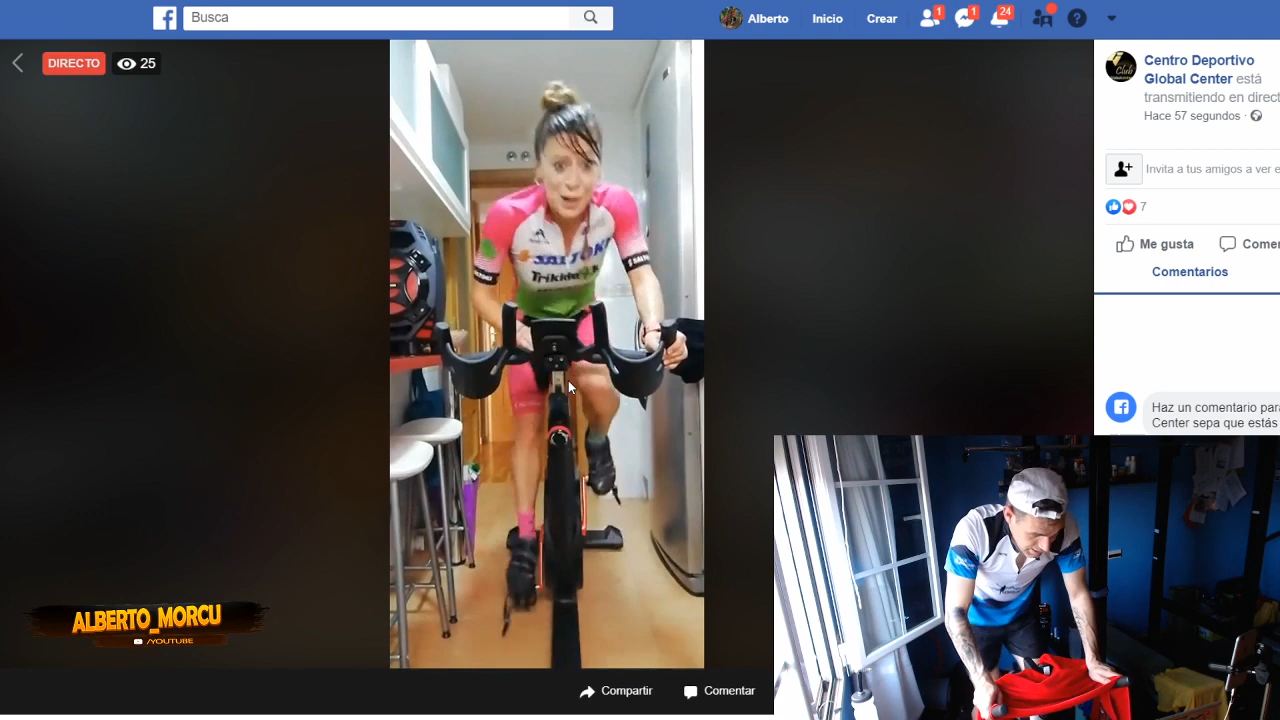 Busca
Alberto
Inicio
Crear
1
1
24
DIRECTO
25
Centro Deportivo
Global Center está
transmitiendo en direct
Hace 57 segundos ·
Invita a tus amigos a ver e
7
Me gusta
Come
Comentarios
SALTOKI
Haz un comentario para
Center sepa que estás
ALBERTO_MORCU
/YOUTUBE
Compartir
Comentar